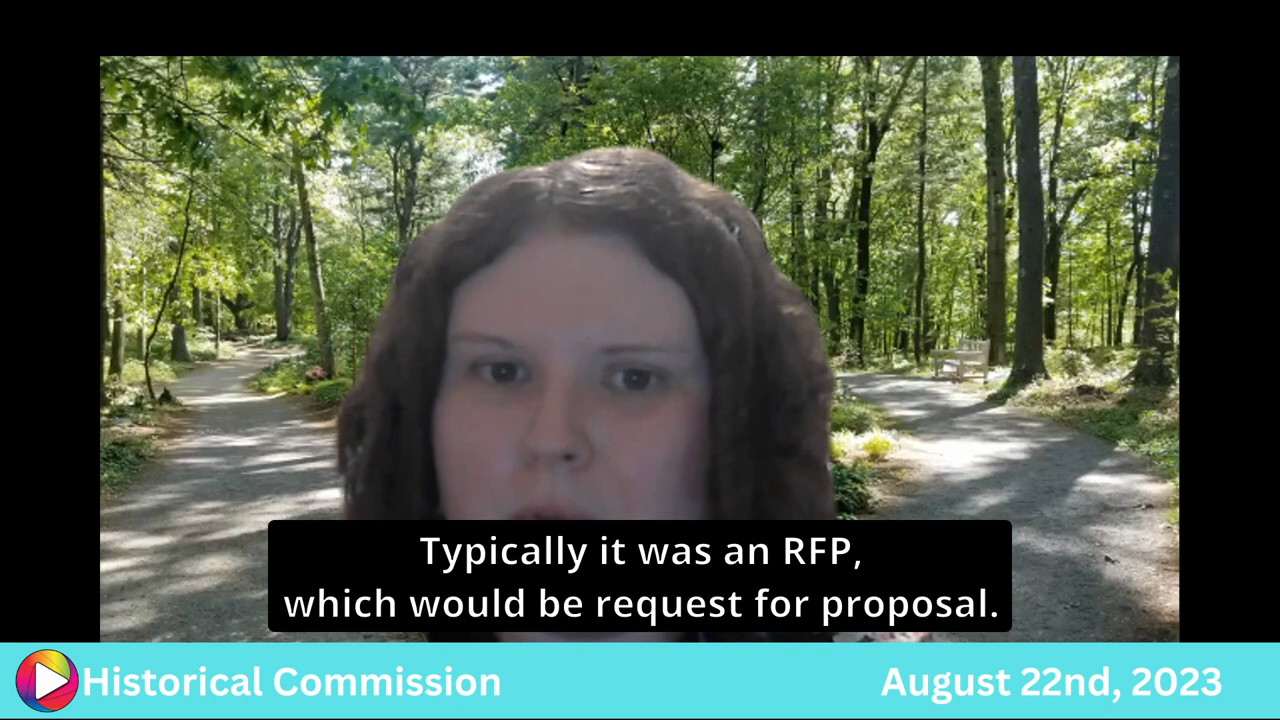 Typically it was an RFP,
which would be request for proposal.
Historical Commission
August 22nd, 2023